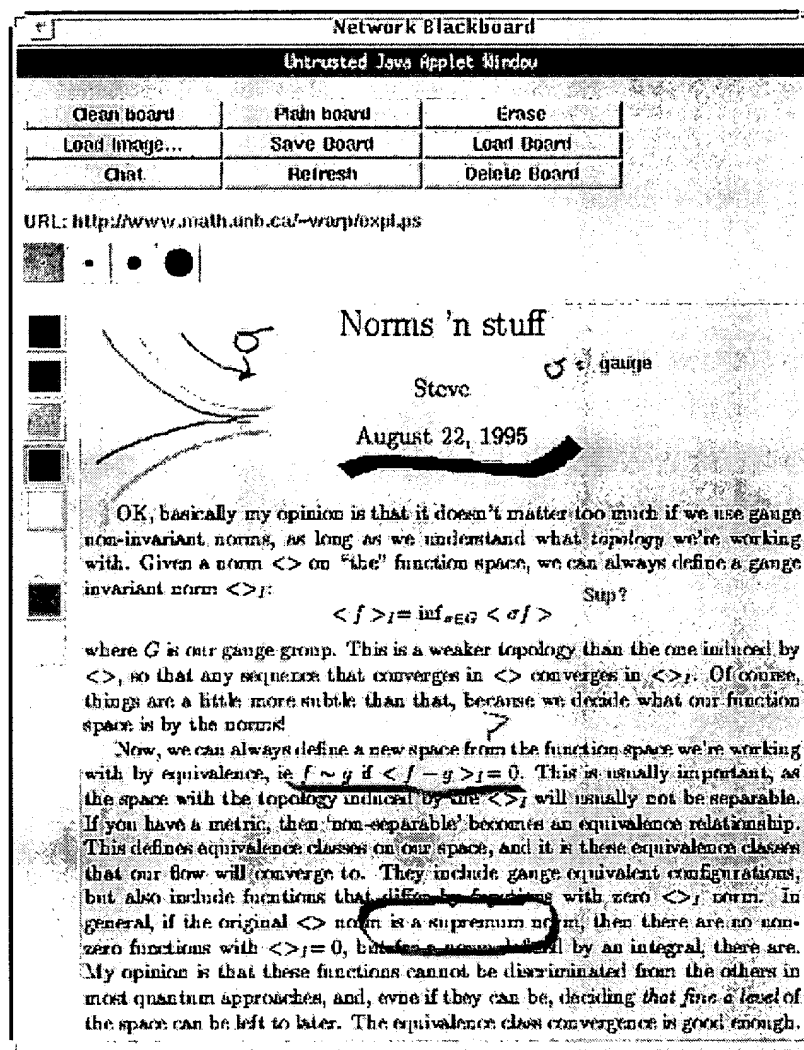 Network Blackboard
Untrusted Java Applet Window
Clean board Plain board Erase
Load Image... Save Board Load Board
Chat Refresh Delete Board
URL: http://www.math.unb.ca/~warp/expl.ps
Norms 'n stuff
σ
σ ∈ gauge
Steve
August 22, 1995
OK, basically my opinion is that it doesn't matter too much if we use gauge
non-invariant norms, as long as we understand what topology we're working
with. Given a norm <> on "the" function space, we can always define a gauge
invariant norm <>I:
Sup?
< f >I= inf σ∈G < σf >
where G is our gauge group. This is a weaker topology than the one induced by
<>, so that any sequence that converges in <> converges in <>I. Of course,
things are a little more subtle than that, because we decide what our function
space is by the norms!
?
Now, we can always define a new space from the function space we're working
with by equivalence, ie f ~ g if < f − g >I= 0. This is usually important, as
the space with the topology induced by the <>I will usually not be separable.
If you have a metric, then 'non-separable' becomes an equivalence relationship.
This defines equivalence classes on our space, and it is these equivalence classes
that our flow will converge to. They include gauge equivalent configurations,
but also include functions that differ by functions with zero <>I norm. In
general, if the original <> norm is a supremum norm, then there are no non-
zero functions with <>I= 0, but for a norm defined by an integral, there are.
My opinion is that these functions cannot be discriminated from the others in
most quantum approaches, and, evne if they can be, deciding that fine a level of
the space can be left to later. The equivalence class convergence is good enough.